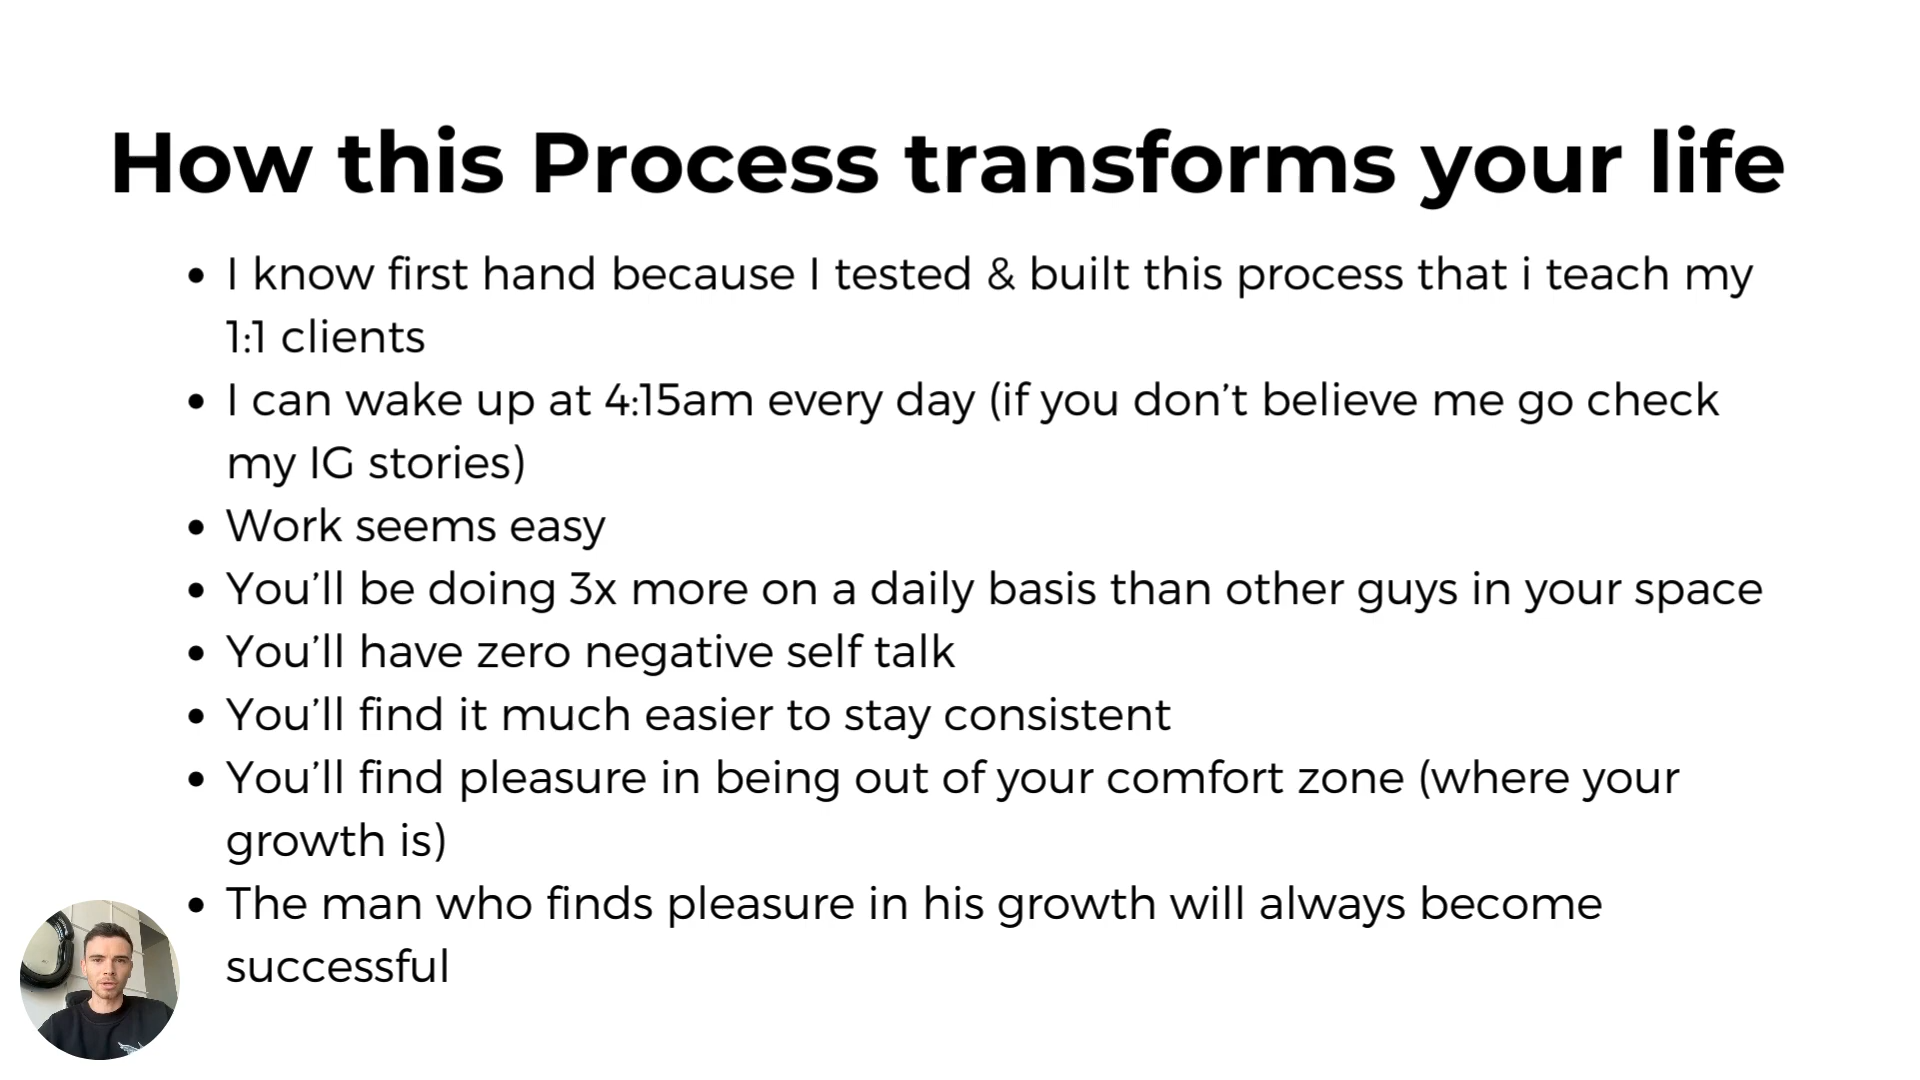 How this Process transforms your life
• I know first hand because I tested & built this process that i teach my
1:1 clients
• I can wake up at 4:15am every day (if you don’t believe me go check
my IG stories)
• Work seems easy
• You’ll be doing 3x more on a daily basis than other guys in your space
• You’ll have zero negative self talk
• You’ll find it much easier to stay consistent
• You’ll find pleasure in being out of your comfort zone (where your
growth is)
• The man who finds pleasure in his growth will always become
successful